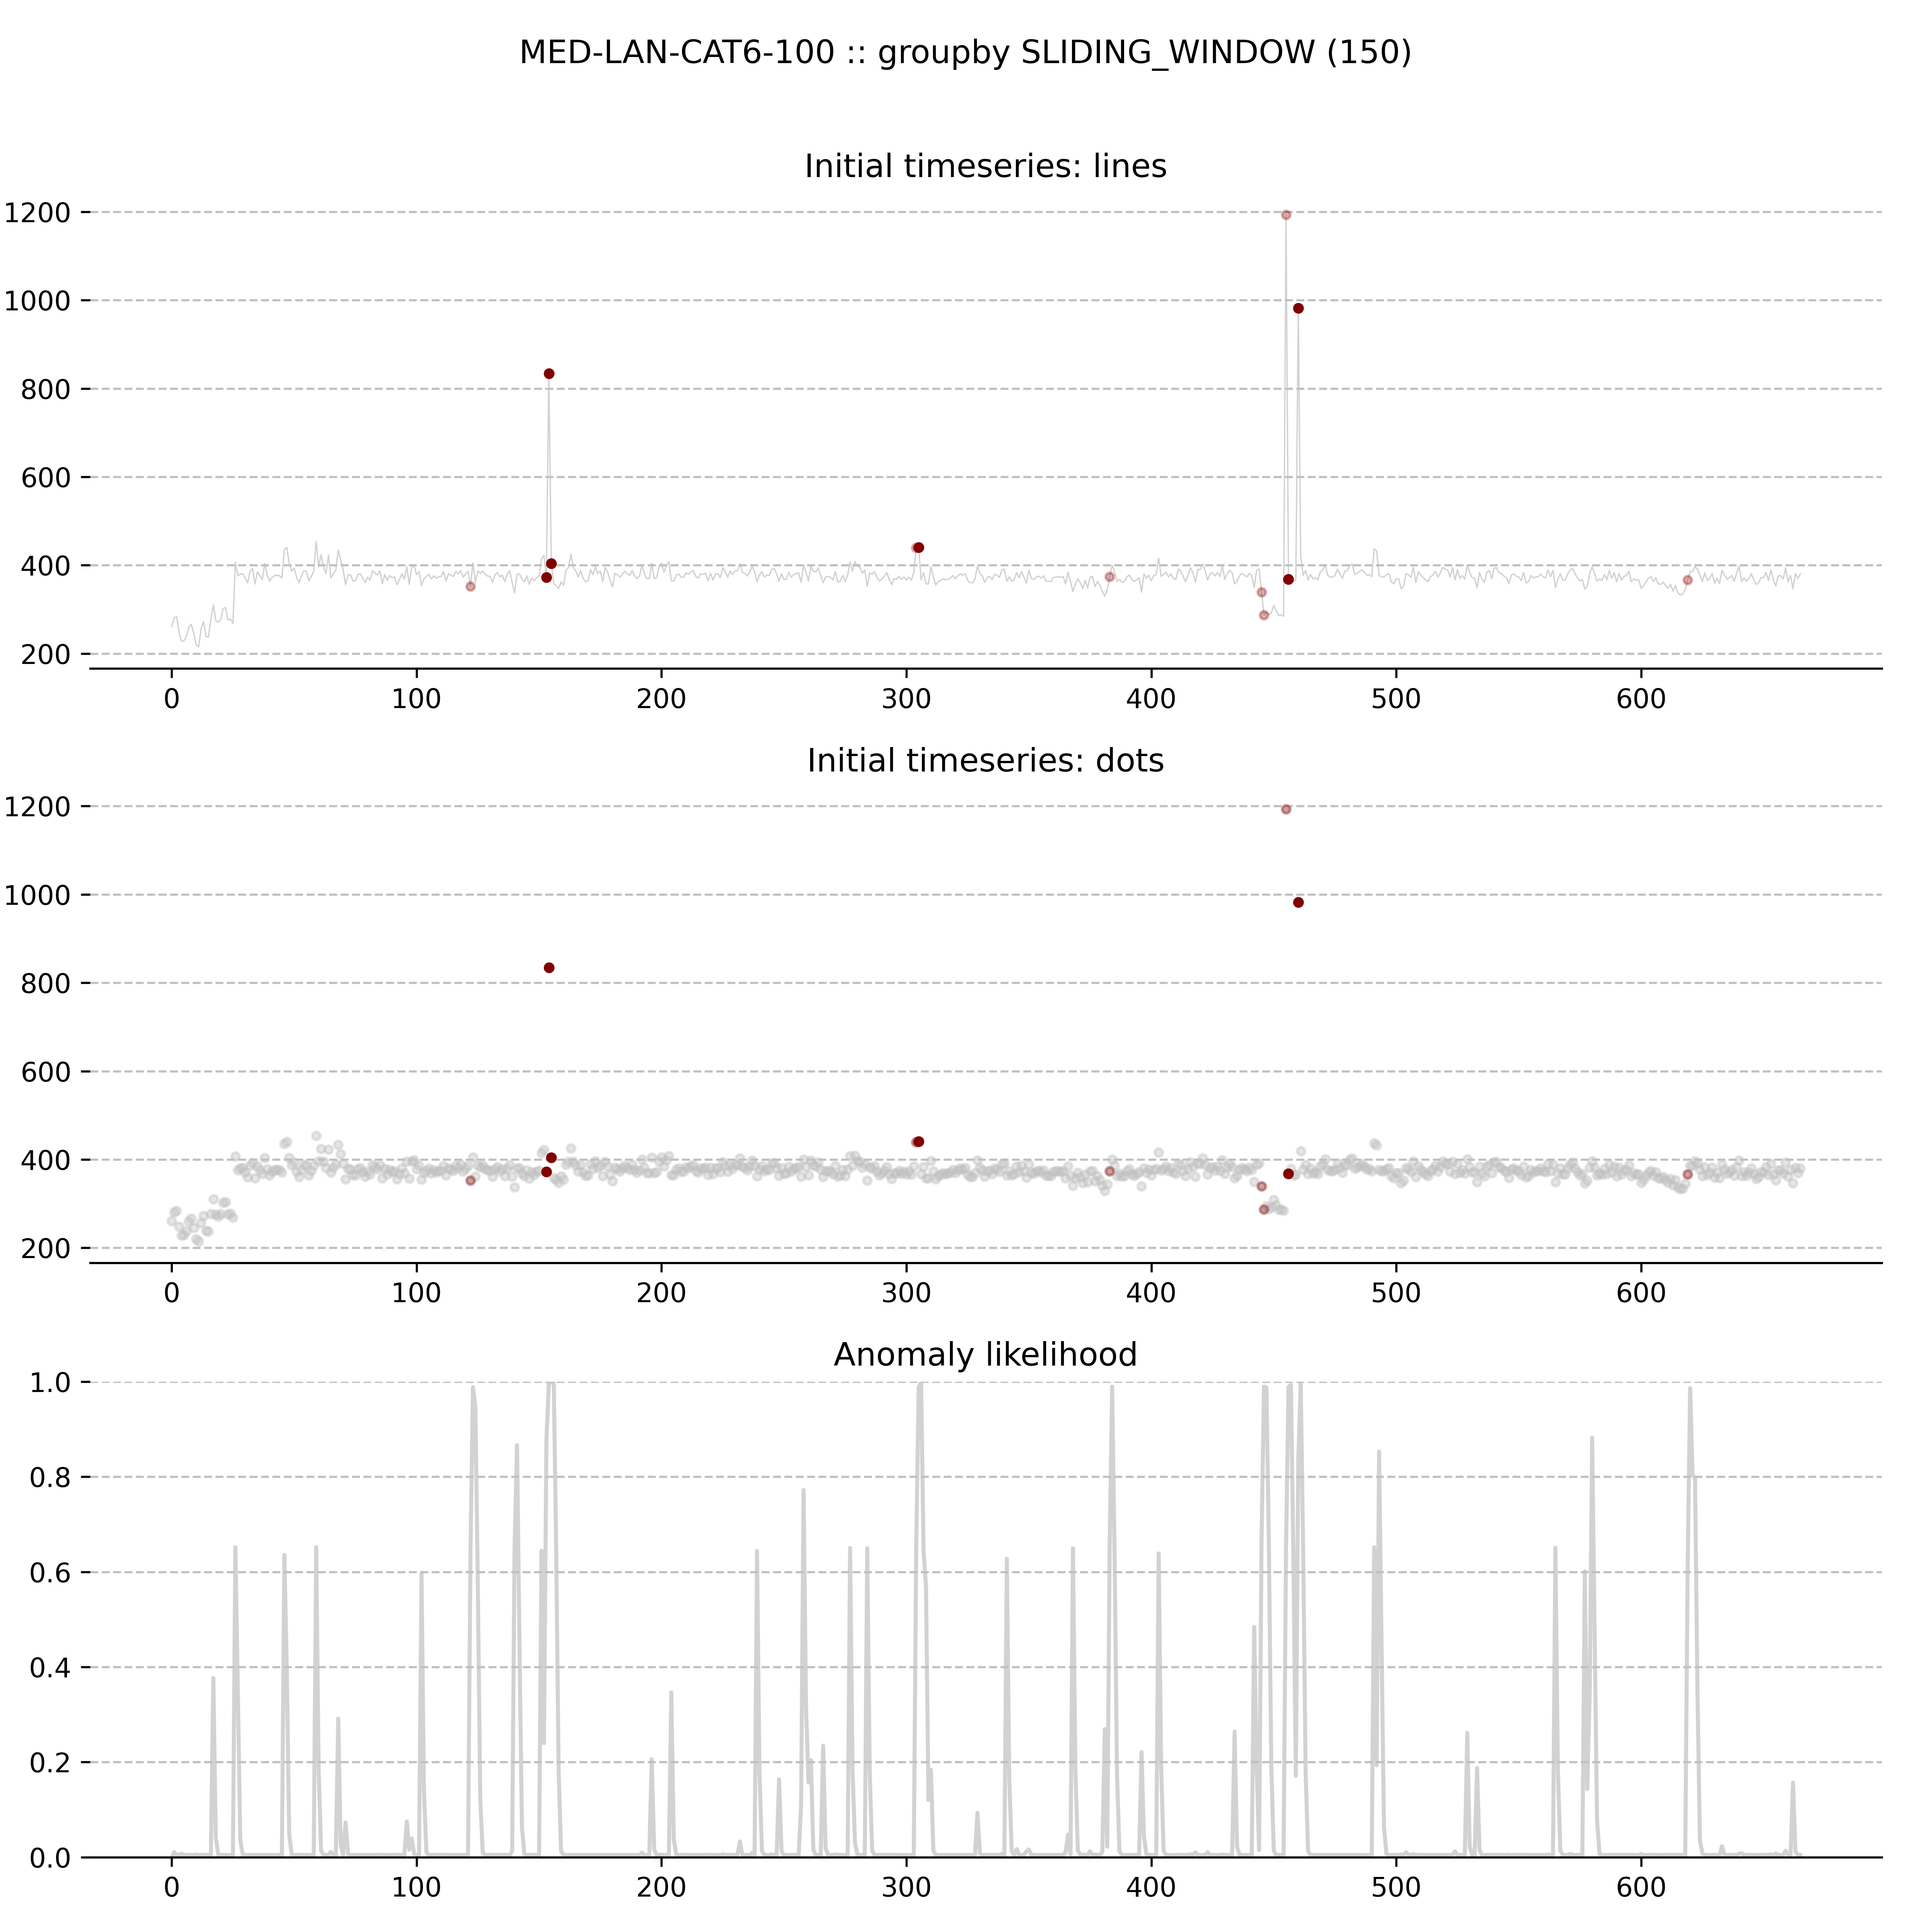 MED-LAN-CAT6-100 :: groupby SLIDING_WINDOW (150)
Initial timeseries: lines
1200
1000
800
600
400
200
0 100 200 300 400 500 600
Initial timeseries: dots
1200
1000
800
600
400
200
0 100 200 300 400 500 600
Anomaly likelihood
1.0
0.8
0.6
0.4
0.2
0.0
0 100 200 300 400 500 600